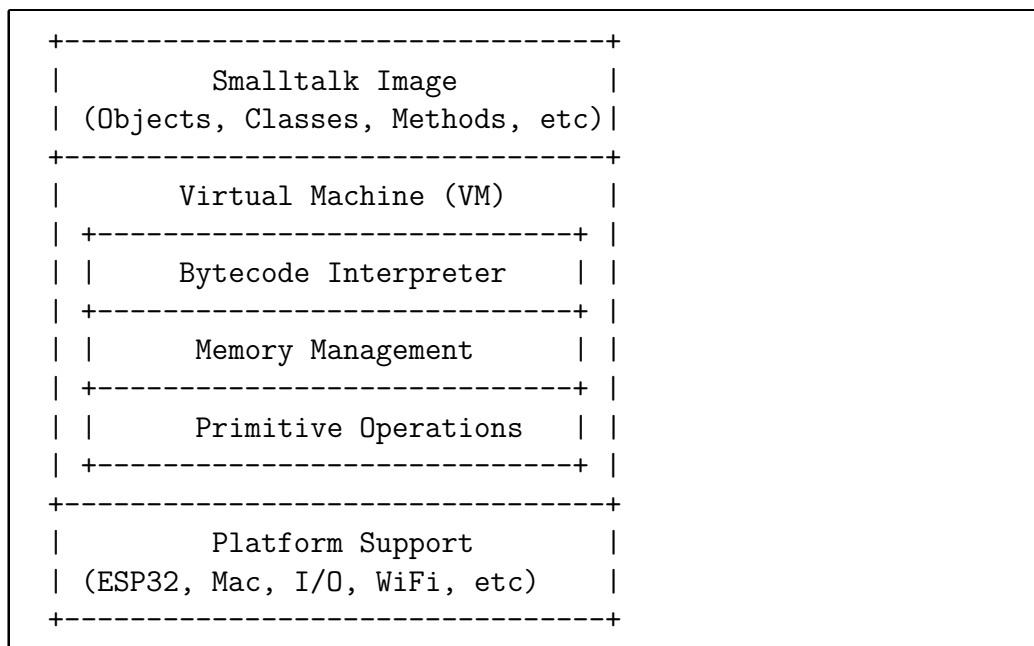 +---------------------------------+
|         Smalltalk Image         |
| (Objects, Classes, Methods, etc)|
+---------------------------------+
|       Virtual Machine (VM)      |
| +-----------------------------+ |
| |     Bytecode Interpreter    | |
| +-----------------------------+ |
| |      Memory Management      | |
| +-----------------------------+ |
| |      Primitive Operations   | |
| +-----------------------------+ |
+---------------------------------+
|         Platform Support        |
| (ESP32, Mac, I/O, WiFi, etc)    |
+---------------------------------+